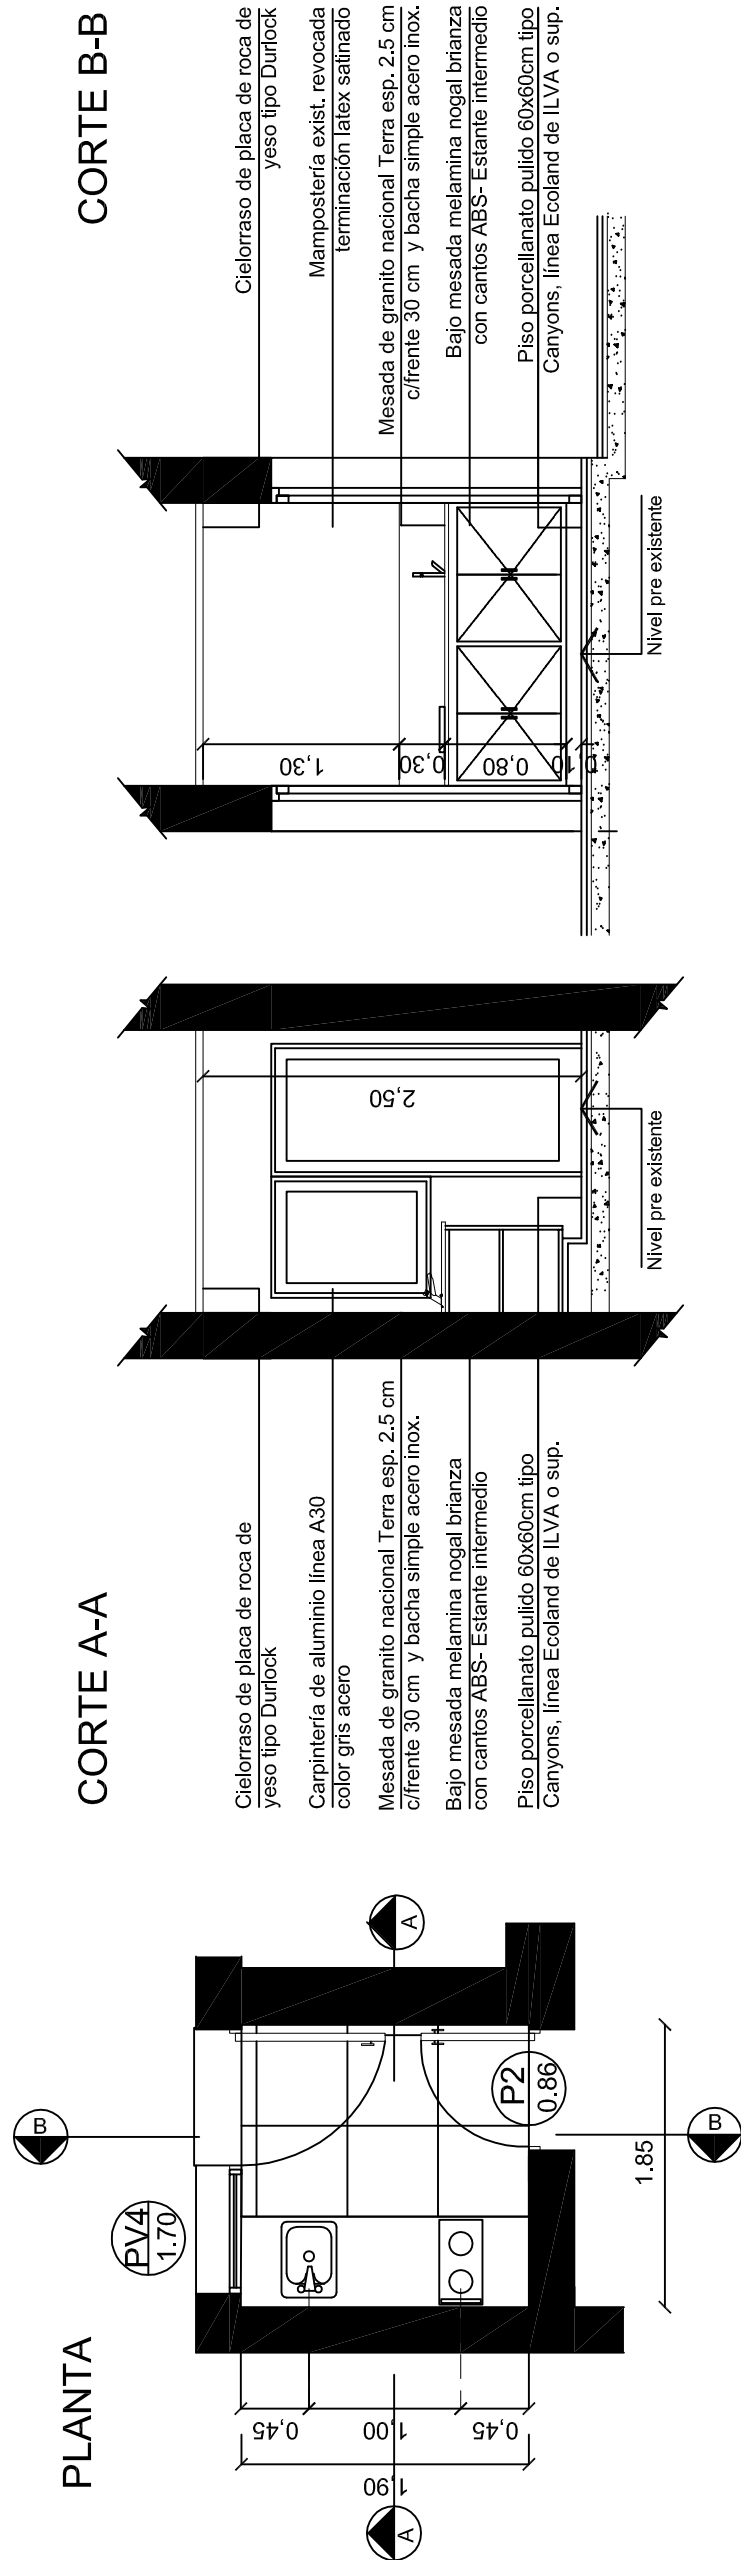 PLANTA
PV4
1.70
P2
0.86
B
B
A
A
1.85
0,45
1,00
0,45
1,90
CORTE A-A
Cielorraso de placa de roca de
yeso tipo Durlock
Carpintería de aluminio línea A30
color gris acero
Mesada de granito nacional Terra esp. 2.5 cm
c/frente 30 cm y bacha simple acero inox.
Bajo mesada melamina nogal brianza
con cantos ABS- Estante intermedio
Piso porcellanato pulido 60x60cm tipo
Canyons, línea Ecoland de ILVA o sup.
2,50
Nivel pre existente
CORTE B-B
1,30
0,30
0,80
0,10
Nivel pre existente
Cielorraso de placa de roca de
yeso tipo Durlock
Mampostería exist. revocada
terminación latex satinado
Mesada de granito nacional Terra esp. 2.5 cm
c/frente 30 cm y bacha simple acero inox.
Bajo mesada melamina nogal brianza
con cantos ABS- Estante intermedio
Piso porcellanato pulido 60x60cm tipo
Canyons, línea Ecoland de ILVA o sup.